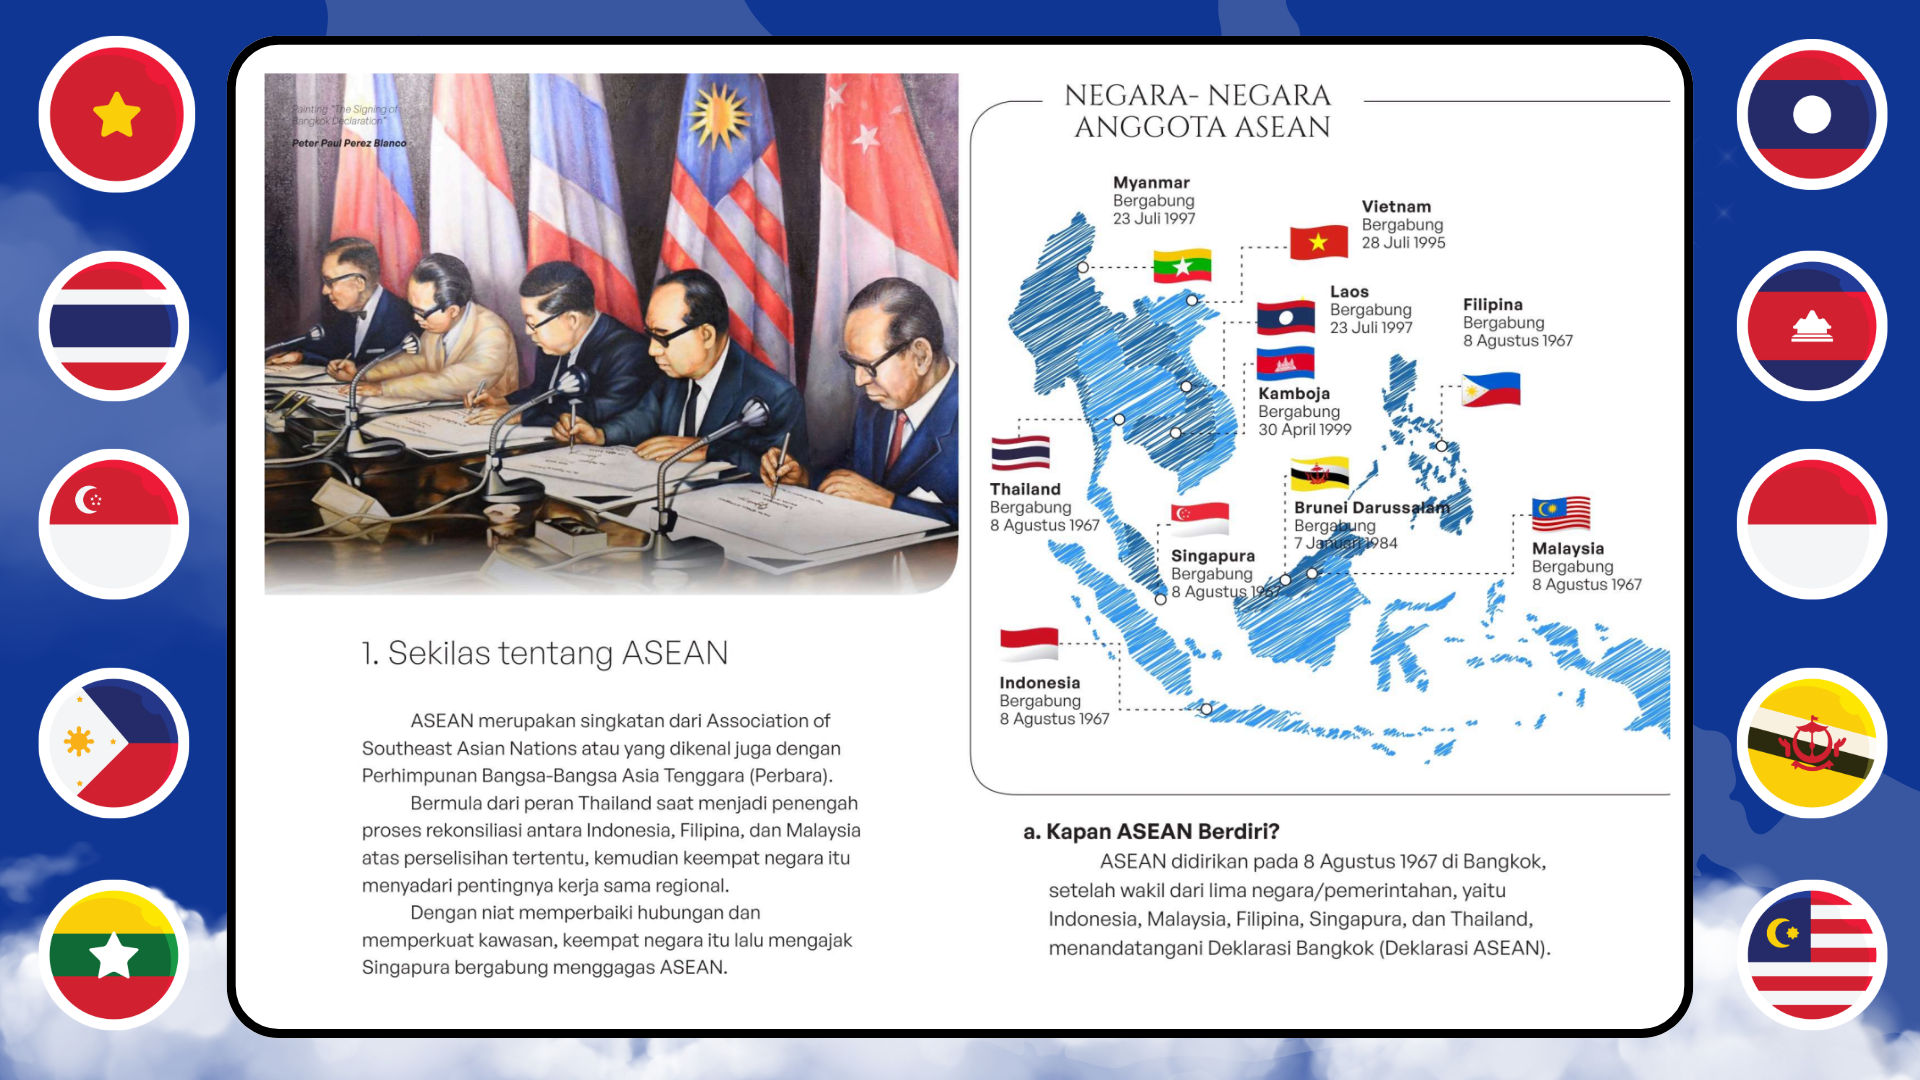 Painting "The Signing of
Bangkok Declaration"
Peter Paul Perez Blanco
1. Sekilas tentang ASEAN
ASEAN merupakan singkatan dari Association of
Southeast Asian Nations atau yang dikenal juga dengan
Perhimpunan Bangsa-Bangsa Asia Tenggara (Perbara).
Bermula dari peran Thailand saat menjadi penengah
proses rekonsiliasi antara Indonesia, Filipina, dan Malaysia
atas perselisihan tertentu, kemudian keempat negara itu
menyadari pentingnya kerja sama regional.
Dengan niat memperbaiki hubungan dan
memperkuat kawasan, keempat negara itu lalu mengajak
Singapura bergabung menggagas ASEAN.
NEGARA- NEGARA
ANGGOTA ASEAN
Myanmar
Bergabung
23 Juli 1997
Vietnam
Bergabung
28 Juli 1995
Laos
Bergabung
23 Juli 1997
Filipina
Bergabung
8 Agustus 1967
Kamboja
Bergabung
30 April 1999
Thailand
Bergabung
8 Agustus 1967
Brunei Darussalam
Bergabung
7 Januari 1984
Singapura
Bergabung
8 Agustus 1967
Malaysia
Bergabung
8 Agustus 1967
Indonesia
Bergabung
8 Agustus 1967
a. Kapan ASEAN Berdiri?
ASEAN didirikan pada 8 Agustus 1967 di Bangkok,
setelah wakil dari lima negara/pemerintahan, yaitu
Indonesia, Malaysia, Filipina, Singapura, dan Thailand,
menandatangani Deklarasi Bangkok (Deklarasi ASEAN).